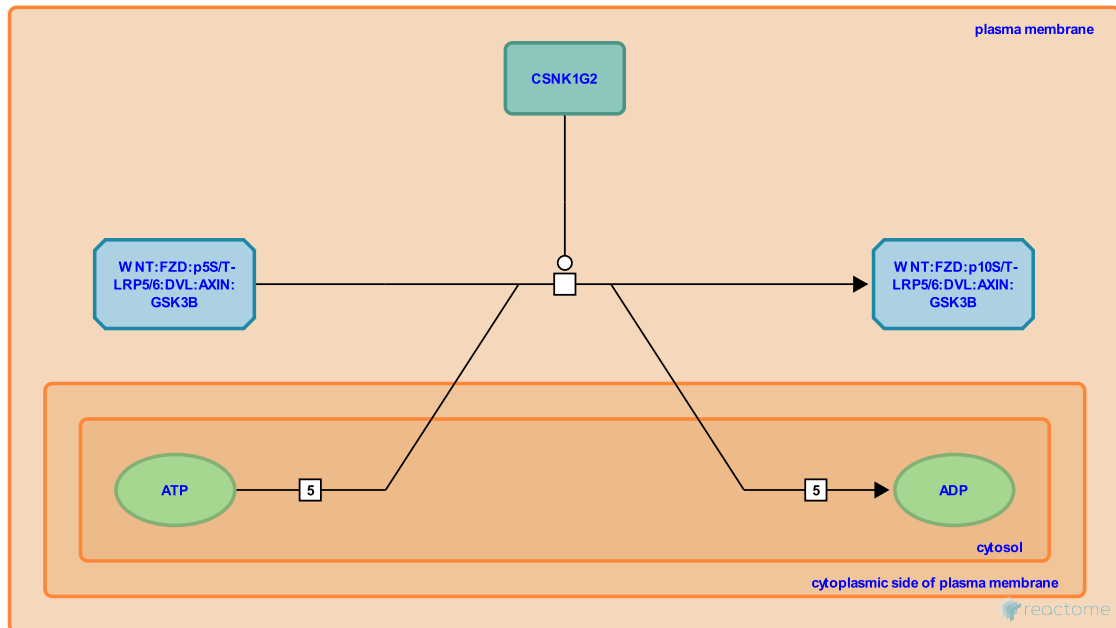 plasma membrane
CSNK1G2
WNT:FZD:p5S/T-
LRP5/6:DVL:AXIN:
GSK3B
WNT:FZD:p10S/T-
LRP5/6:DVL:AXIN:
GSK3B
ATP
5
5
ADP
cytosol
cytoplasmic side of plasma membrane
reactome